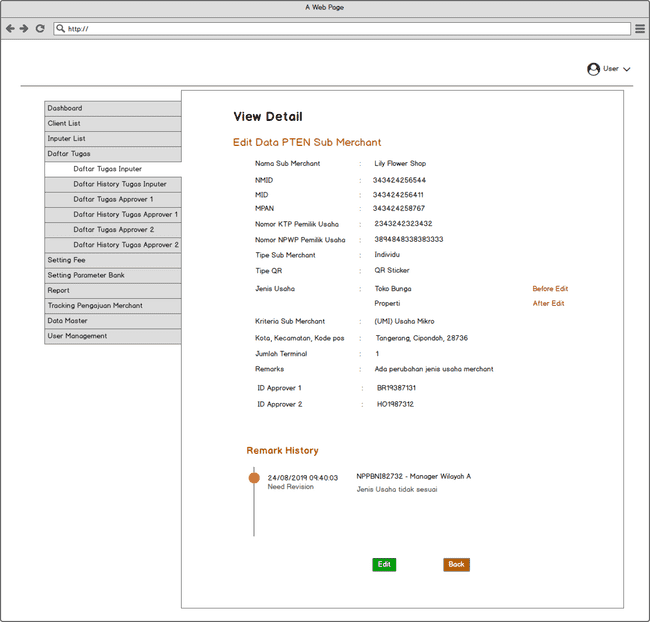 A Web Page
http://
User
Dashboard
Client List
Inputer List
Daftar Tugas
Daftar Tugas Inputer
Daftar History Tugas Inputer
Daftar Tugas Approver 1
Daftar History Tugas Approver 1
Daftar Tugas Approver 2
Daftar History Tugas Approver 2
Setting Fee
Setting Parameter Bank
Report
Tracking Pengajuan Merchant
Data Master
User Management
View Detail
Edit Data PTEN Sub Merchant
Nama Sub Merchant : Lily Flower Shop
NMID : 343424256544
MID : 343424256411
MPAN : 343424258767
Nomor KTP Pemilik Usaha : 2343242323432
Nomor NPWP Pemilik Usaha : 3894848338383333
Tipe Sub Merchant : Individu
Tipe QR : QR Sticker
Jenis Usaha : Toko Bunga Before Edit
Properti After Edit
Kriteria Sub Merchant : (UMI) Usaha Mikro
Kota, Kecamatan, Kode pos : Tangerang, Cipondoh, 28736
Jumlah Terminal : 1
Remarks : Ada perubahan jenis usaha merchant
ID Approver 1 : BR19387131
ID Approver 2 : HO1987312
Remark History
24/08/2019 09:40:03 NPPBNI82732 - Manager Wilayah A
Need Revision Jenis Usaha tidak sesuai
Edit Back